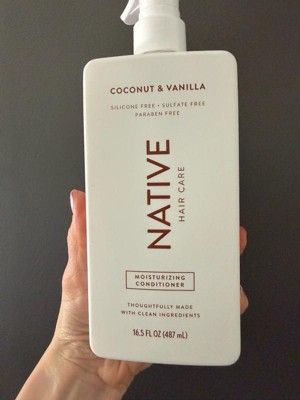 COCONUT & VANILLA
SILICONE FREE • SULFATE FREE
PARABEN FREE
NATIVE
HAIR CARE
MOISTURIZING
CONDITIONER
THOUGHTFULLY MADE
WITH CLEAN INGREDIENTS
16.5 FL OZ (487 mL)